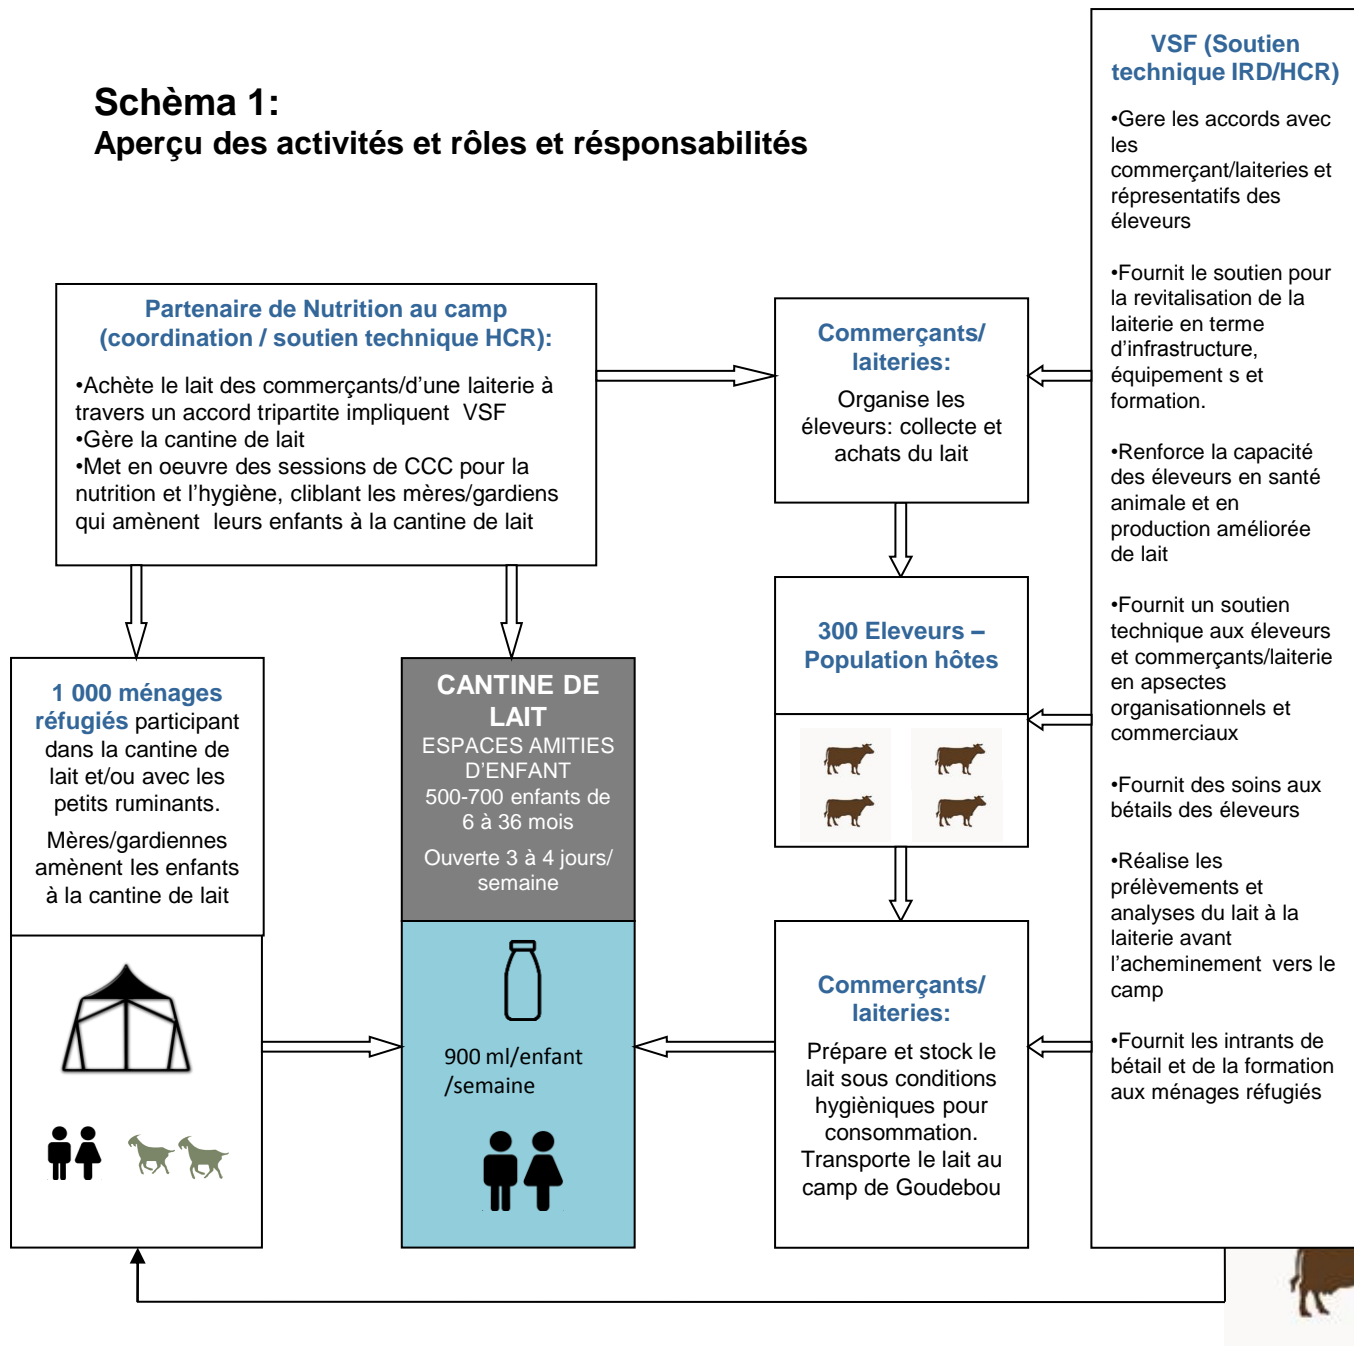 Schèma 1:
Aperçu des activités et rôles et résponsabilités
Partenaire de Nutrition au camp
(coordination / soutien technique HCR):
•Achète le lait des commerçants/d'une laiterie à
travers un accord tripartite impliquent VSF
•Gère la cantine de lait
•Met en oeuvre des sessions de CCC pour la
nutrition et l'hygiène, cliblant les mères/gardiens
qui amènent leurs enfants à la cantine de lait
1 000 ménages
réfugiés participant
dans la cantine de
lait et/ou avec les
petits ruminants.
Mères/gardiennes
amènent les enfants
à la cantine de lait
CANTINE DE
LAIT
ESPACES AMITIES
D'ENFANT
500-700 enfants de
6 à 36 mois
Ouverte 3 à 4 jours/
semaine
900 ml/enfant
/semaine
Commerçants/
laiteries:
Organise les
éleveurs: collecte et
achats du lait
300 Eleveurs –
Population hôtes
Commerçants/
laiteries:
Prépare et stock le
lait sous conditions
hygièniques pour
consommation.
Transporte le lait au
camp de Goudebou
VSF (Soutien
technique IRD/HCR)
•Gere les accords avec
les
commerçant/laiteries et
répresentatifs des
éleveurs
•Fournit le soutien pour
la revitalisation de la
laiterie en terme
d'infrastructure,
équipement s et
formation.
•Renforce la capacité
des éleveurs en santé
animale et en
production améliorée
de lait
•Fournit un soutien
technique aux éleveurs
et commerçants/laiterie
en apsectes
organisationnels et
commerciaux
•Fournit des soins aux
bétails des éleveurs
•Réalise les
prélèvements et
analyses du lait à la
laiterie avant
l'acheminement vers le
camp
•Fournit les intrants de
bétail et de la formation
aux ménages réfugiés